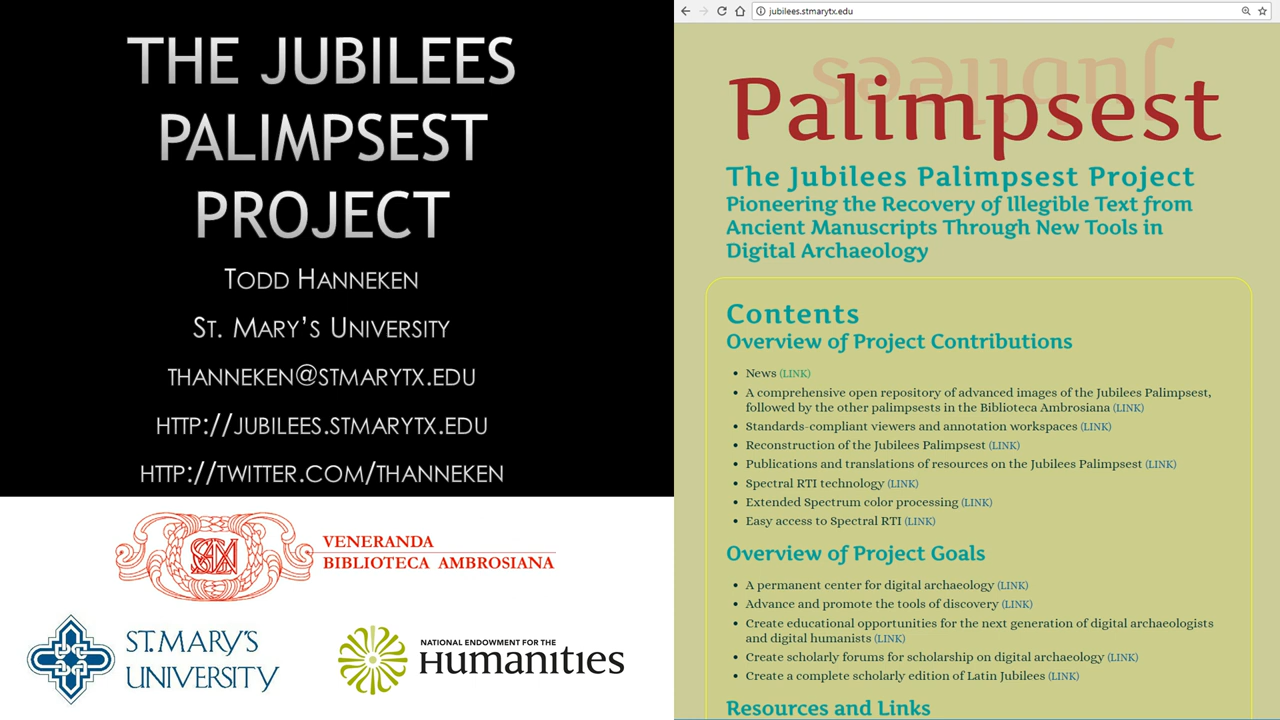 THE JUBILEES
PALIMPSEST
PROJECT
TODD HANNEKEN
ST. MARY'S UNIVERSITY
THANNEKEN@STMARYTX.EDU
HTTP://JUBILEES.STMARYTX.EDU
HTTP://TWITTER.COM/THANNEKEN
VENERANDA
BIBLIOTECA AMBROSIANA
ST. MARY'S
UNIVERSITY
NATIONAL ENDOWMENT FOR THE
Humanities
jubilees.stmarytx.edu
Jubilees
Palimpsest
The Jubilees Palimpsest Project
Pioneering the Recovery of Illegible Text from
Ancient Manuscripts Through New Tools in
Digital Archaeology
Contents
Overview of Project Contributions
• News (LINK)
• A comprehensive open repository of advanced images of the Jubilees Palimpsest,
followed by the other palimpsests in the Biblioteca Ambrosiana (LINK)
• Standards-compliant viewers and annotation workspaces (LINK)
• Reconstruction of the Jubilees Palimpsest (LINK)
• Publications and translations of resources on the Jubilees Palimpsest (LINK)
• Spectral RTI technology (LINK)
• Extended Spectrum color processing (LINK)
• Easy access to Spectral RTI (LINK)
Overview of Project Goals
• A permanent center for digital archaeology (LINK)
• Advance and promote the tools of discovery (LINK)
• Create educational opportunities for the next generation of digital archaeologists
and digital humanists (LINK)
• Create scholarly forums for scholarship on digital archaeology (LINK)
• Create a complete scholarly edition of Latin Jubilees (LINK)
Resources and Links